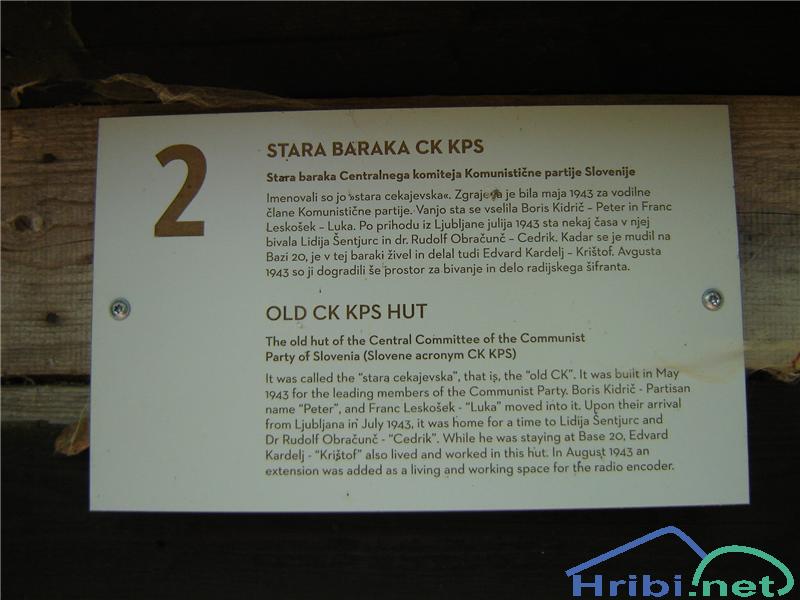 2
STARA BARAKA CK KPS
Stara baraka Centralnega komiteja Komunistične partije Slovenije
Imenovali so jo »stara cekajevska«. Zgrajena je bila maja 1943 za vodilne
člane Komunistične partije. Vanjo sta se vselila Boris Kidrič – Peter in Franc
Leskošek – Luka. Po prihodu iz Ljubljane julija 1943 sta nekaj časa v njej
bivala Lidija Šentjurc in dr. Rudolf Obračunč – Cedrik. Kadar se je mudil na
Bazi 20, je v tej baraki živel in delal tudi Edvard Kardelj – Krištof. Avgusta
1943 so ji dogradili še prostor za bivanje in delo radijskega šifranta.
OLD CK KPS HUT
The old hut of the Central Committee of the Communist
Party of Slovenia (Slovene acronym CK KPS)
It was called the “stara cekajevska”, that is, the “old CK”. It was built in May
1943 for the leading members of the Communist Party. Boris Kidrič - Partisan
name “Peter”, and Franc Leskošek - “Luka” moved into it. Upon their arrival
from Ljubljana in July 1943, it was home for a time to Lidija Šentjurc and
Dr Rudolf Obračunč - “Cedrik”. While he was staying at Base 20, Edvard
Kardelj - “Krištof” also lived and worked in this hut. In August 1943 an
extension was added as a living and working space for the radio encoder.
Hribi.net